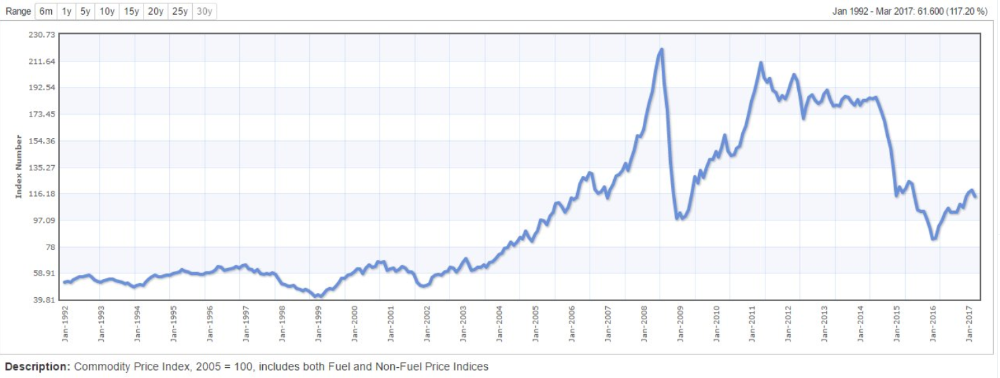 Range 6m 1y 5y 10y 15y 20y 25y 30y Jan 1992 - Mar 2017: 61.600 (117.20 %)
230.73
211.64
192.54
173.45
154.36
135.27
116.18
97.09
78
58.91
39.81
Index Number
Jan-1992 Jan-1993 Jan-1994 Jan-1995 Jan-1996 Jan-1997 Jan-1998 Jan-1999 Jan-2000 Jan-2001 Jan-2002 Jan-2003 Jan-2004 Jan-2005 Jan-2006 Jan-2007 Jan-2008 Jan-2009 Jan-2010 Jan-2011 Jan-2012 Jan-2013 Jan-2014 Jan-2015 Jan-2016 Jan-2017
Description: Commodity Price Index, 2005 = 100, includes both Fuel and Non-Fuel Price Indices